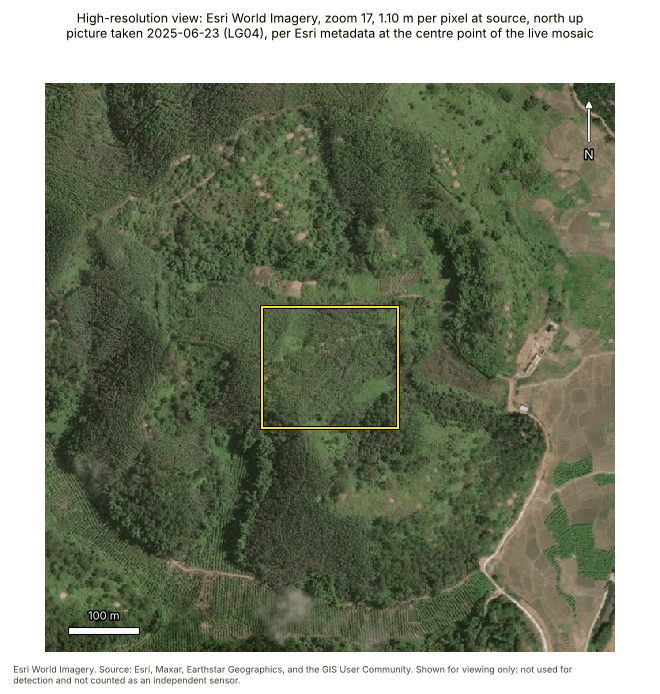 High-resolution view: Esri World Imagery, zoom 17, 1.10 m per pixel at source, north up
picture taken 2025-06-23 (LG04), per Esri metadata at the centre point of the live mosaic
N
100 m
Esri World Imagery. Source: Esri, Maxar, Earthstar Geographics, and the GIS User Community. Shown for viewing only: not used for
detection and not counted as an independent sensor.